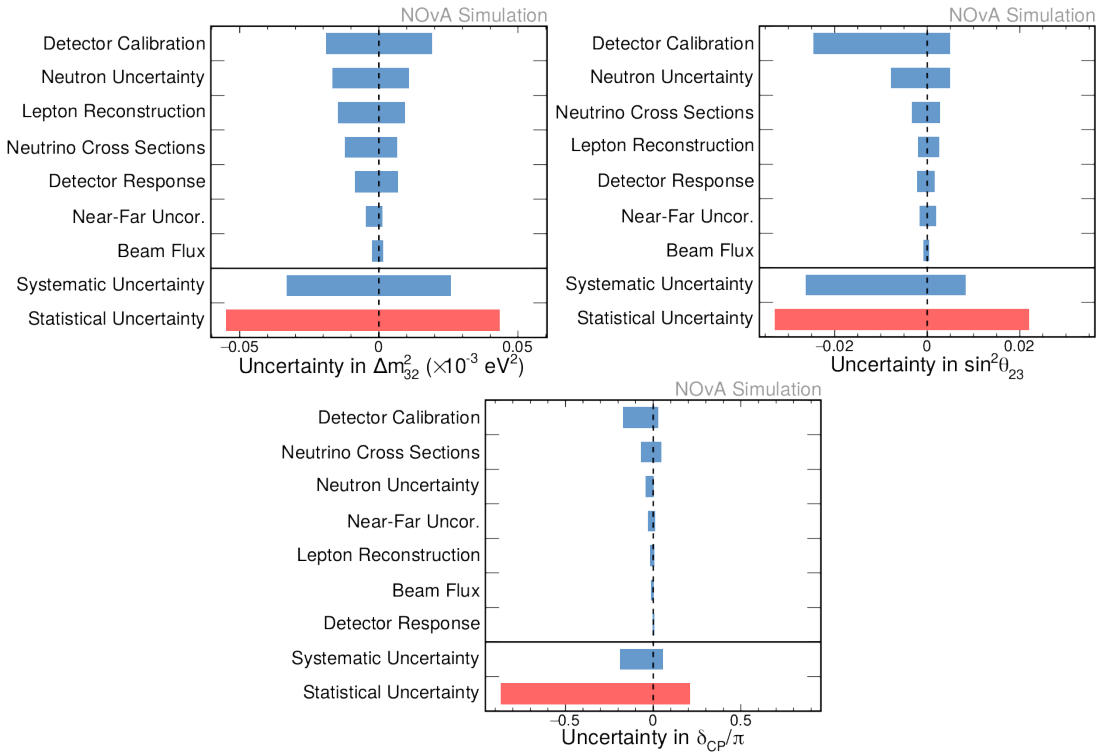 NOvA Simulation
Detector Calibration
Neutron Uncertainty
Lepton Reconstruction
Neutrino Cross Sections
Detector Response
Near-Far Uncor.
Beam Flux
Systematic Uncertainty
Statistical Uncertainty
−0.05 0 0.05
Uncertainty in Δm²₃₂ (×10⁻³ eV²)
NOvA Simulation
Detector Calibration
Neutron Uncertainty
Neutrino Cross Sections
Lepton Reconstruction
Detector Response
Near-Far Uncor.
Beam Flux
Systematic Uncertainty
Statistical Uncertainty
−0.02 0 0.02
Uncertainty in sin²θ₂₃
NOvA Simulation
Detector Calibration
Neutrino Cross Sections
Neutron Uncertainty
Near-Far Uncor.
Lepton Reconstruction
Beam Flux
Detector Response
Systematic Uncertainty
Statistical Uncertainty
−0.5 0 0.5
Uncertainty in δ_CP/π